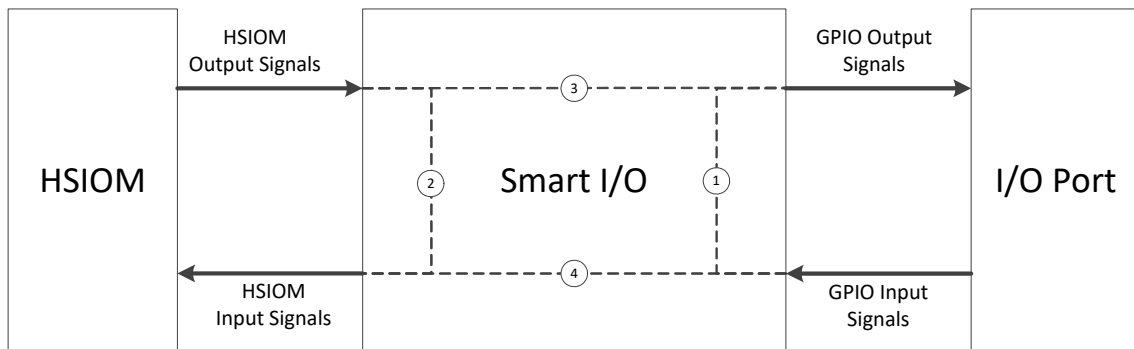 HSIOM
Output Signals
GPIO Output
Signals
3
HSIOM
2
Smart I/O
1
I/O Port
4
HSIOM
Input Signals
GPIO Input
Signals